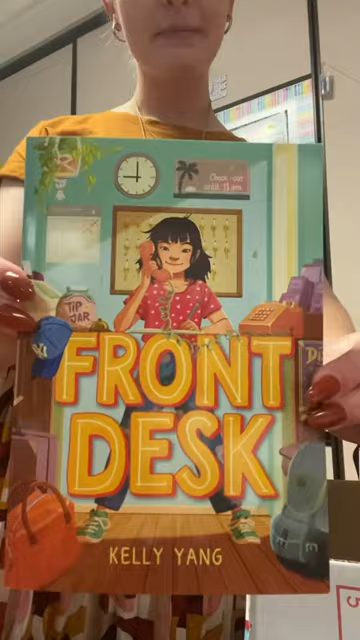 Check-out
until 11 am
TIP
JAR
FRONT
DESK
KELLY YANG